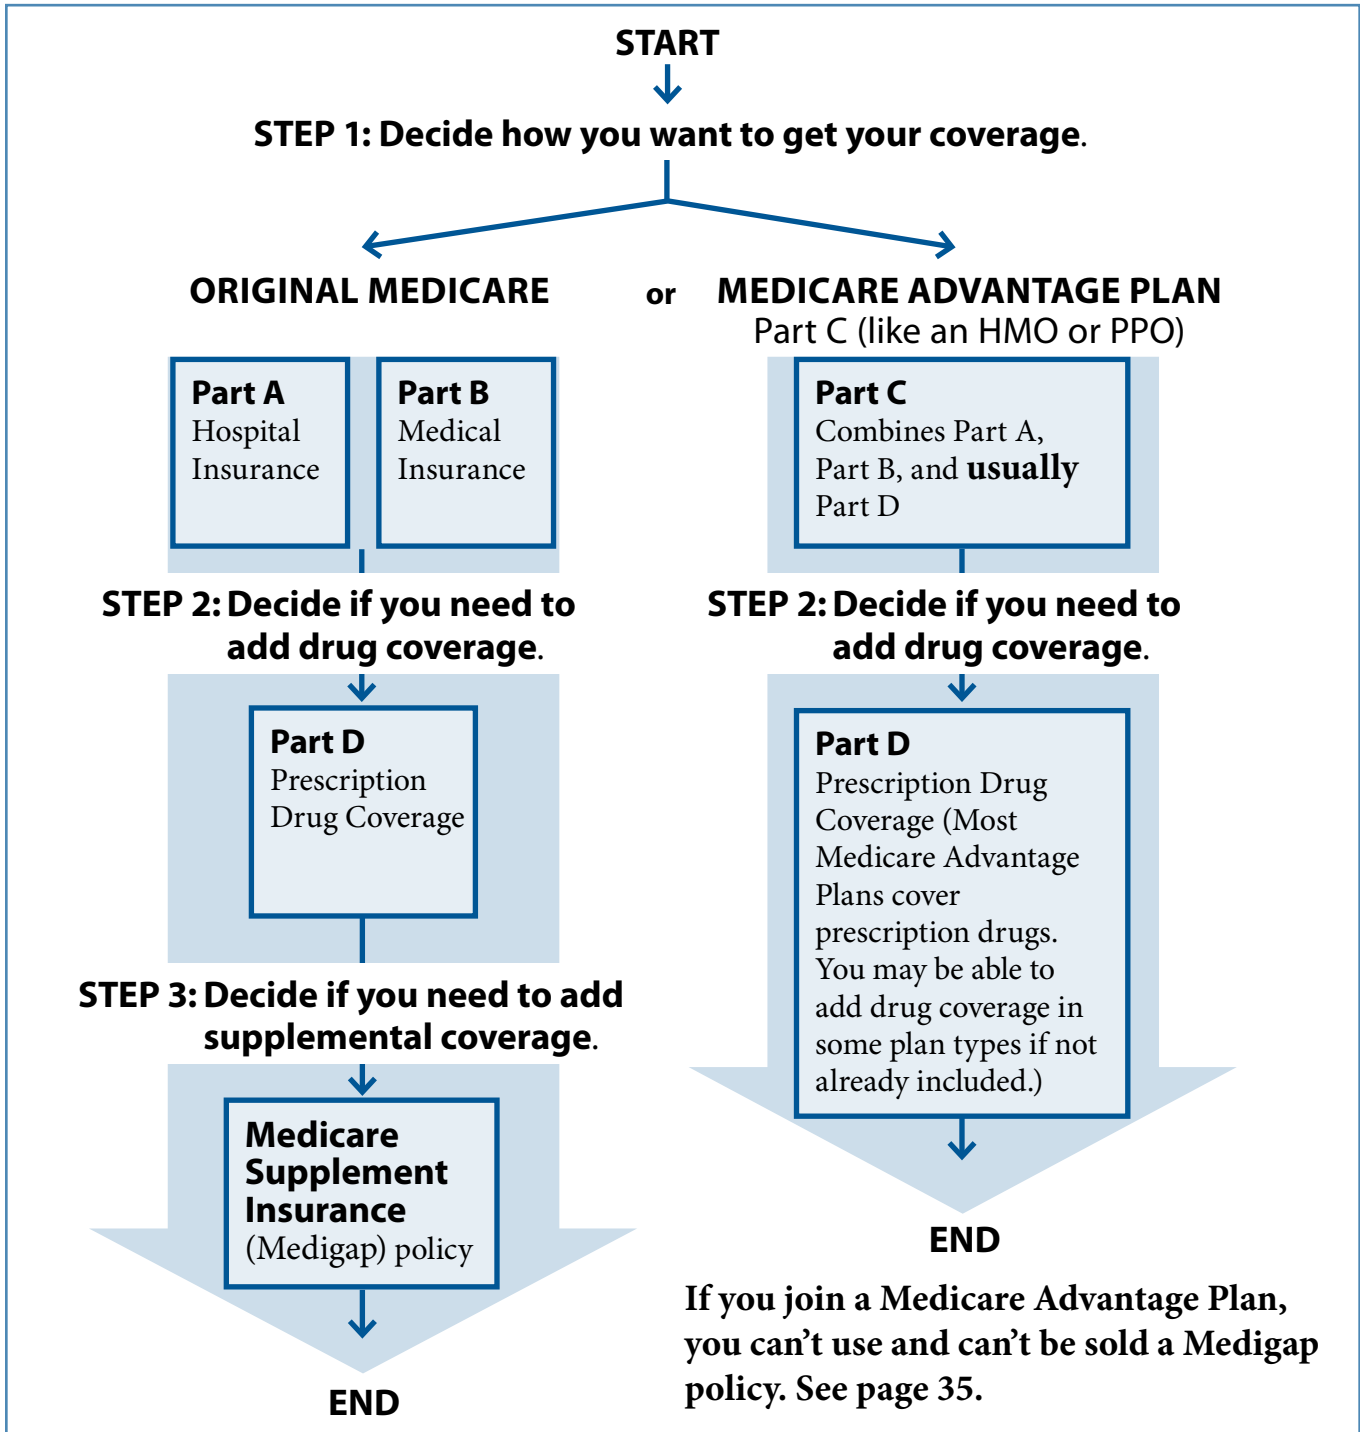 START
STEP 1: Decide how you want to get your coverage.
ORIGINAL MEDICARE
or
MEDICARE ADVANTAGE PLAN
Part C (like an HMO or PPO)
Part A
Hospital
Insurance
Part B
Medical
Insurance
STEP 2: Decide if you need to
add drug coverage.
Part D
Prescription
Drug Coverage
STEP 3: Decide if you need to add
supplemental coverage.
Medicare
Supplement
Insurance
(Medigap) policy
END
Part C
Combines Part A,
Part B, and usually
Part D
STEP 2: Decide if you need to
add drug coverage.
Part D
Prescription Drug
Coverage (Most
Medicare Advantage
Plans cover
prescription drugs.
You may be able to
add drug coverage in
some plan types if not
already included.)
END
If you join a Medicare Advantage Plan,
you can’t use and can’t be sold a Medigap
policy. See page 35.